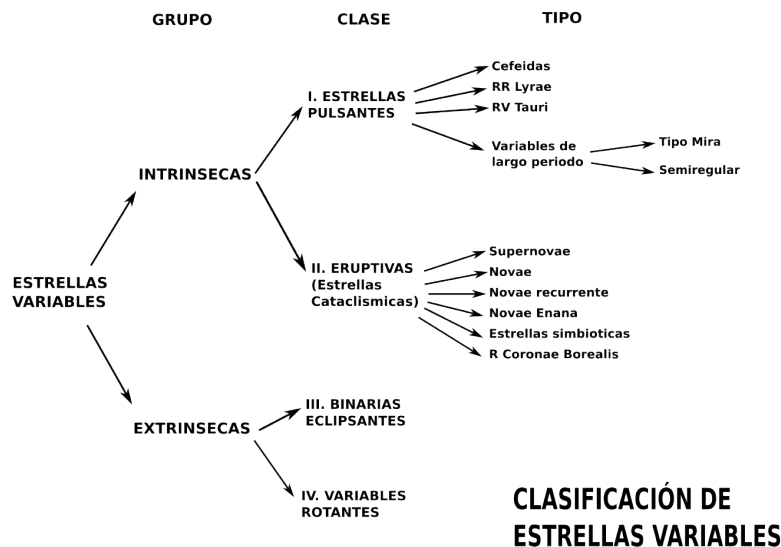 GRUPO
CLASE
TIPO
ESTRELLAS
VARIABLES
INTRINSECAS
I. ESTRELLAS
PULSANTES
Cefeidas
RR Lyrae
RV Tauri
Variables de
largo periodo
Tipo Mira
Semiregular
II. ERUPTIVAS
(Estrellas
Cataclismicas)
Supernovae
Novae
Novae recurrente
Novae Enana
Estrellas simbioticas
R Coronae Borealis
EXTRINSECAS
III. BINARIAS
ECLIPSANTES
IV. VARIABLES
ROTANTES
CLASIFICACIÓN DE
ESTRELLAS VARIABLES